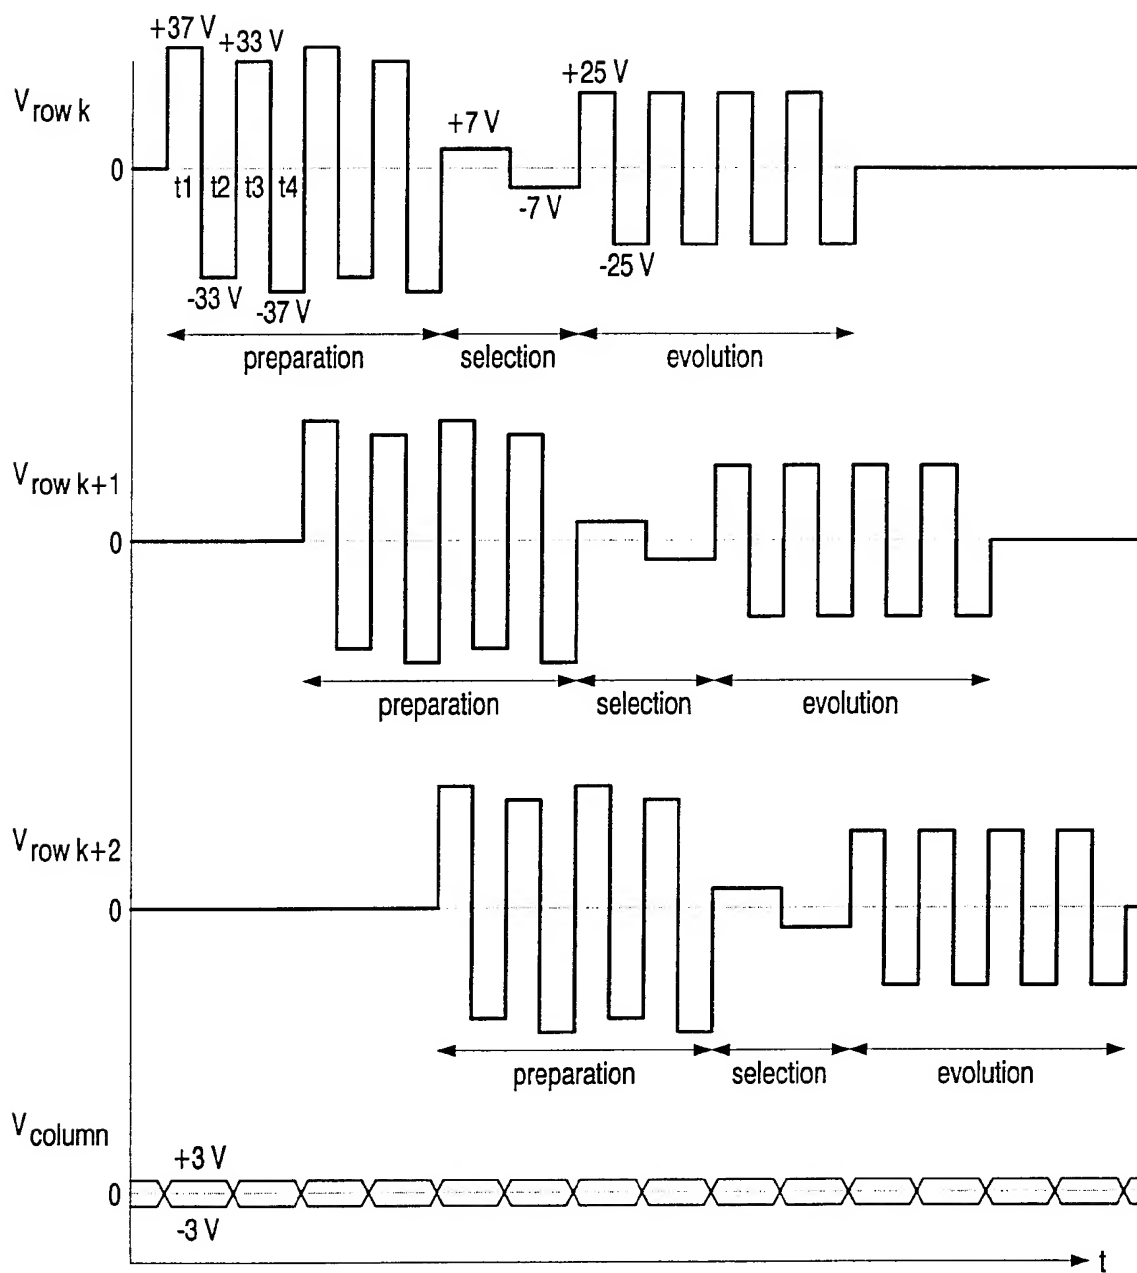 +37 V
+33 V
V row k
+25 V
+7 V
0
t1 t2 t3 t4
-7 V
-25 V
-33 V
-37 V
preparation selection evolution
V row k+1
0
preparation selection evolution
V row k+2
0
preparation selection evolution
V column
+3 V
0
-3 V
t